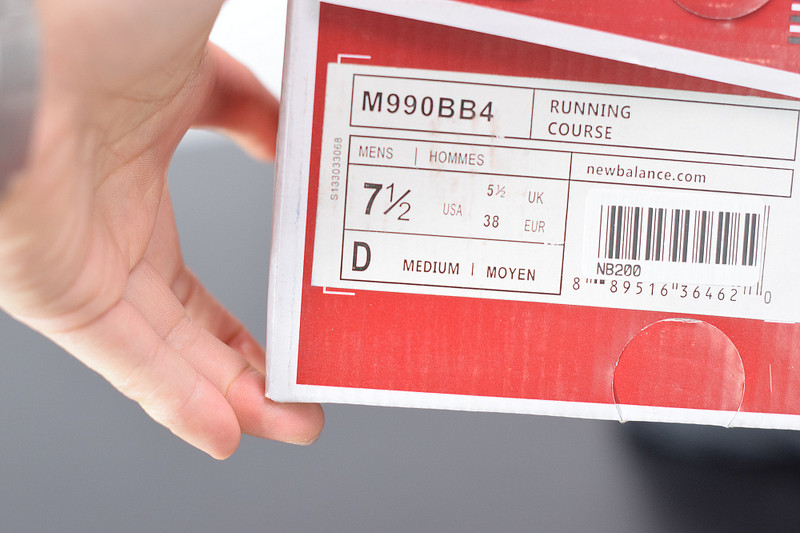 M990BB4
RUNNING
COURSE
MENS | HOMMES
newbalance.com
7½ USA
5½ UK
38 EUR
D MEDIUM | MOYEN
NB200
8 89516 36462 0
S133033068